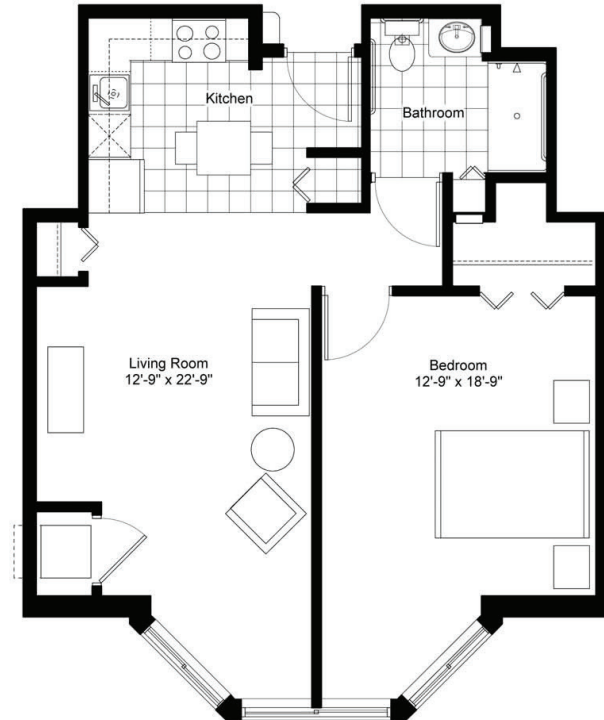 Kitchen
Bathroom
Living Room
12'-9" x 22'-9"
Bedroom
12'-9" x 18'-9"